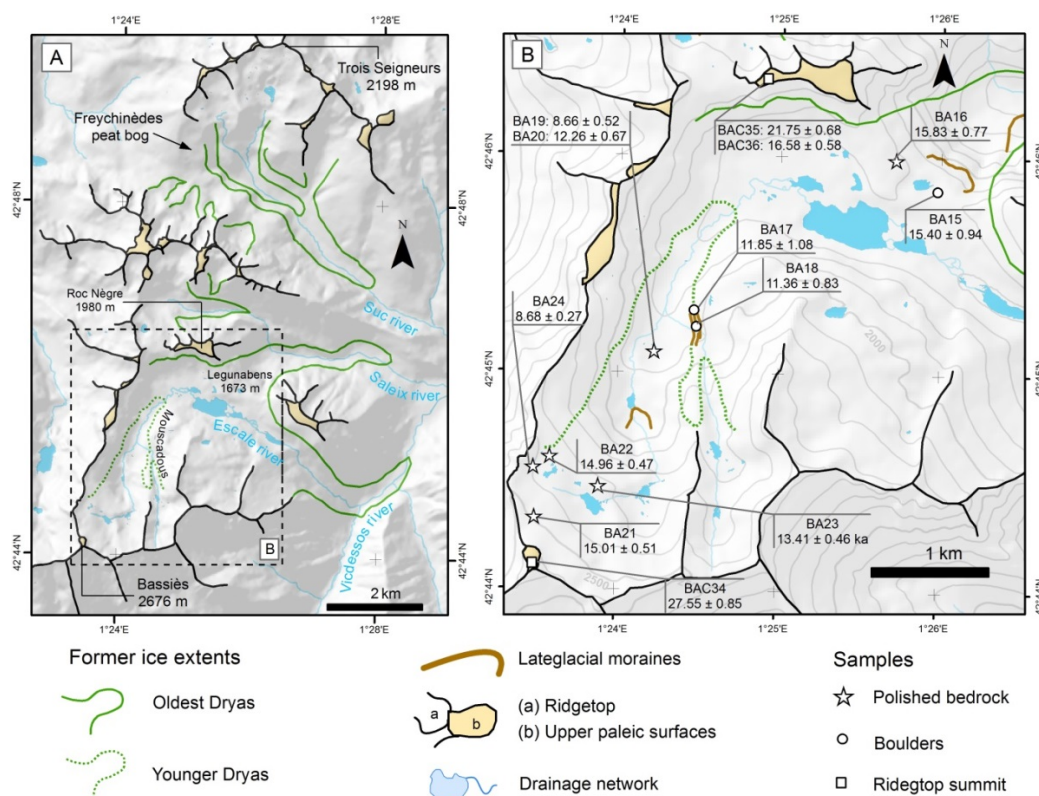 1°24'E
1°28'E
A
Trois Seigneurs
2198 m
Freychinèdes
peat bog
N
42°48'N
42°48'N
Roc Nègre
1980 m
Suc river
Legunabens
1673 m
Saleix river
Escale river
Mouscadous
Vicdessos river
42°44'N
42°44'N
B
Bassiès
2676 m
2 km
1°24'E
1°28'E
1°24'E
1°25'E
1°26'E
B
N
BA19: 8.66 ± 0.52
BA20: 12.26 ± 0.67
BAC35: 21.75 ± 0.68
BAC36: 16.58 ± 0.58
BA16
15.83 ± 0.77
42°46'N
42°46'N
BA17
11.85 ± 1.08
BA15
15.40 ± 0.94
BA18
11.36 ± 0.83
BA24
8.68 ± 0.27
2000
42°45'N
42°45'N
BA22
14.96 ± 0.47
BA23
13.41 ± 0.46 ka
BA21
15.01 ± 0.51
1 km
2500
42°44'N
42°44'N
BAC34
27.55 ± 0.85
1°24'E
1°25'E
1°26'E
Former ice extents
Oldest Dryas
Younger Dryas
Lateglacial moraines
a
b
(a) Ridgetop
(b) Upper paleic surfaces
Drainage network
Samples
Polished bedrock
Boulders
Ridegtop summit